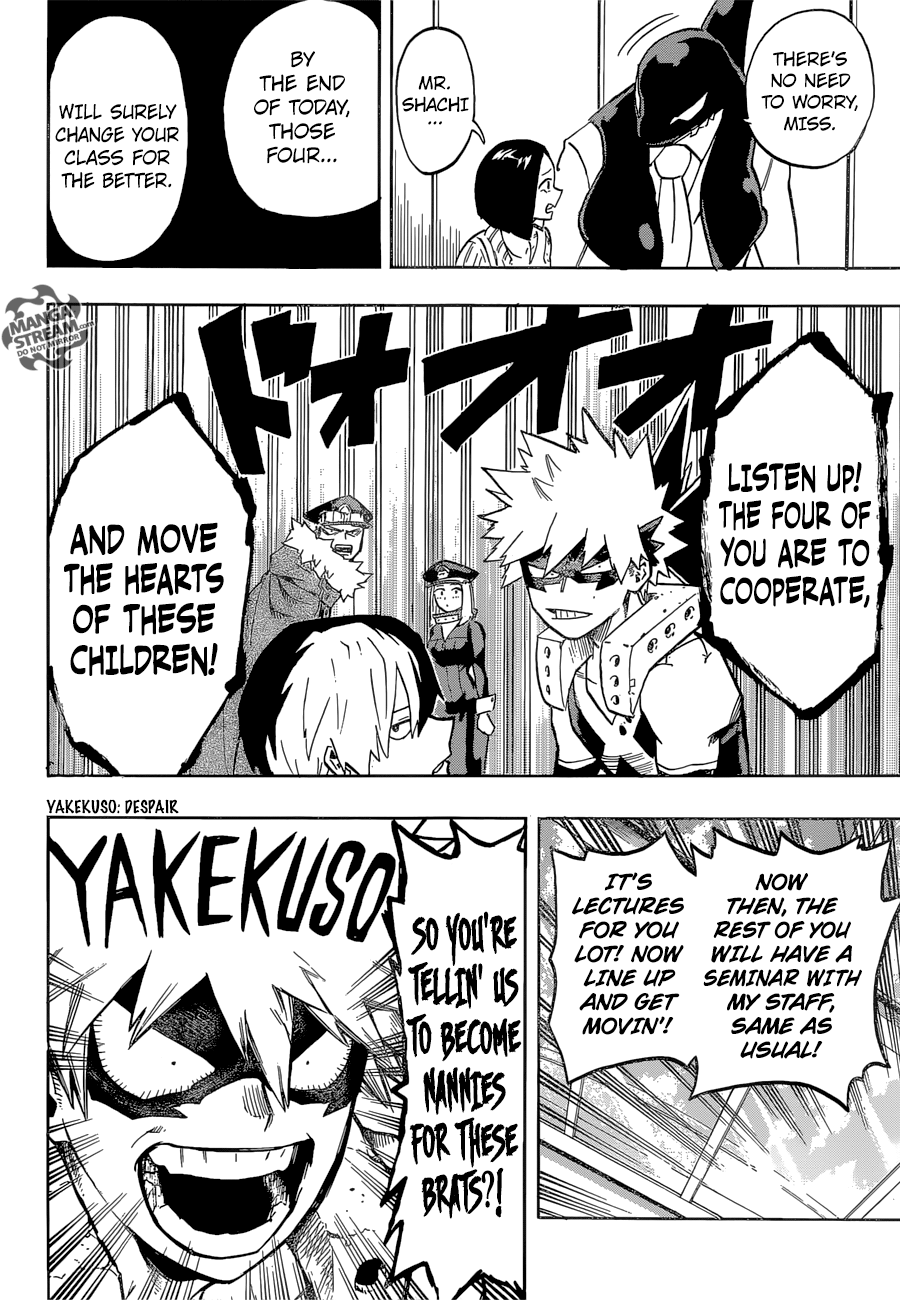 THERE'S
NO NEED
TO WORRY,
MISS.
MR.
SHACHI
...
BY
THE END
OF TODAY,
THOSE
FOUR...
WILL SURELY
CHANGE YOUR
CLASS FOR
THE BETTER.
MANGA
STREAM.com
DO NOT MIRROR
ドオオオ
LISTEN UP!
THE FOUR OF
YOU ARE TO
COOPERATE,
AND MOVE
THE HEARTS
OF THESE
CHILDREN!
NOW
THEN, THE
REST OF YOU
WILL HAVE A
SEMINAR WITH
MY STAFF,
SAME AS
USUAL!
IT'S
LECTURES
FOR YOU
LOT! NOW
LINE UP
AND GET
MOVIN'!
YAKEKUSO: DESPAIR
SO YOU'RE
TELLIN' US
TO BECOME
NANNIES
FOR THESE
BRATS?!
YAKEKUSO